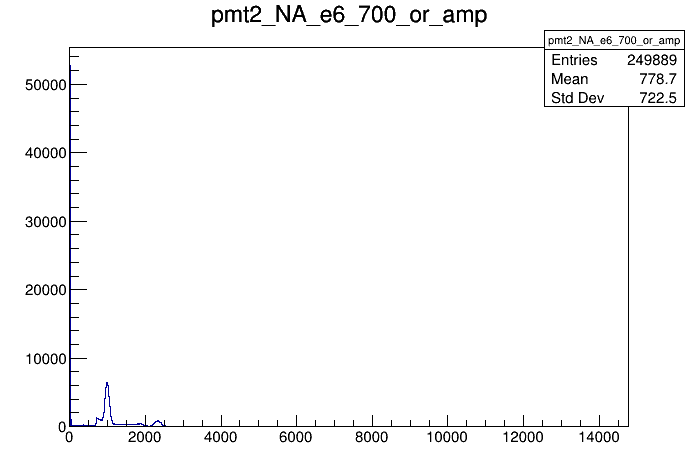 pmt2_NA_e6_700_or_amp
pmt2_NA_e6_700_or_amp
Entries 249889
Mean 778.7
Std Dev 722.5
50000
40000
30000
20000
10000
0
0 2000 4000 6000 8000 10000 12000 14000